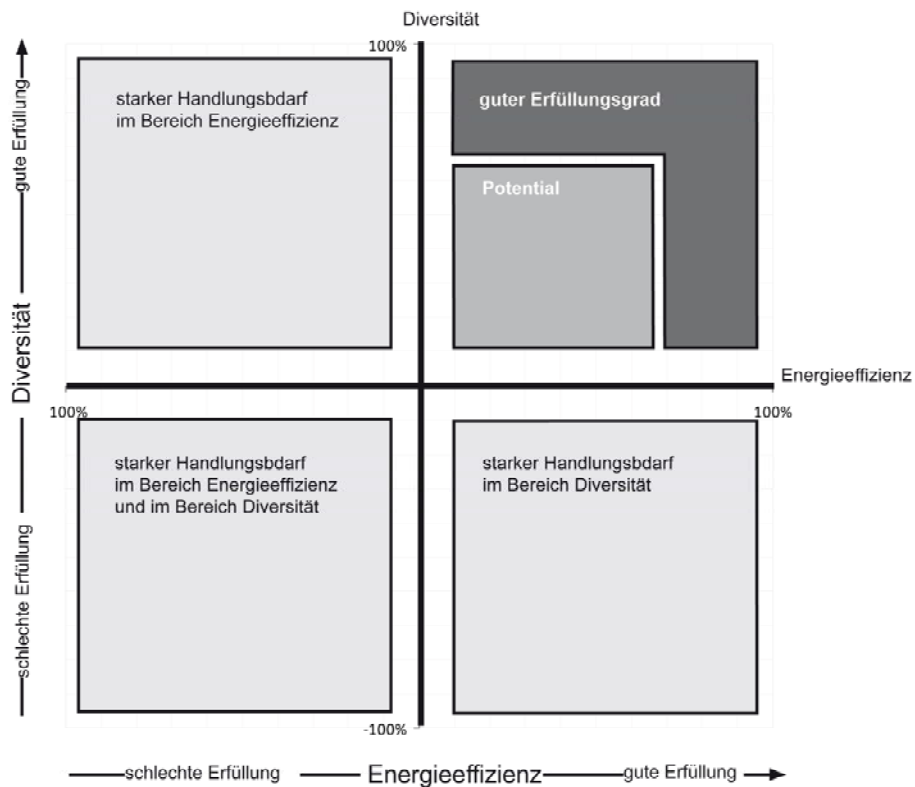 Diversität
100%
starker Handlungsbdarf
im Bereich Energieeffizienz
guter Erfüllungsgrad
Potential
gute Erfüllung
Diversität
schlechte Erfüllung
Energieeffizienz
100%
100%
starker Handlungsbdarf
im Bereich Energieeffizienz
und im Bereich Diversität
starker Handlungsbdarf
im Bereich Diversität
-100%
schlechte Erfüllung
Energieeffizienz
gute Erfüllung